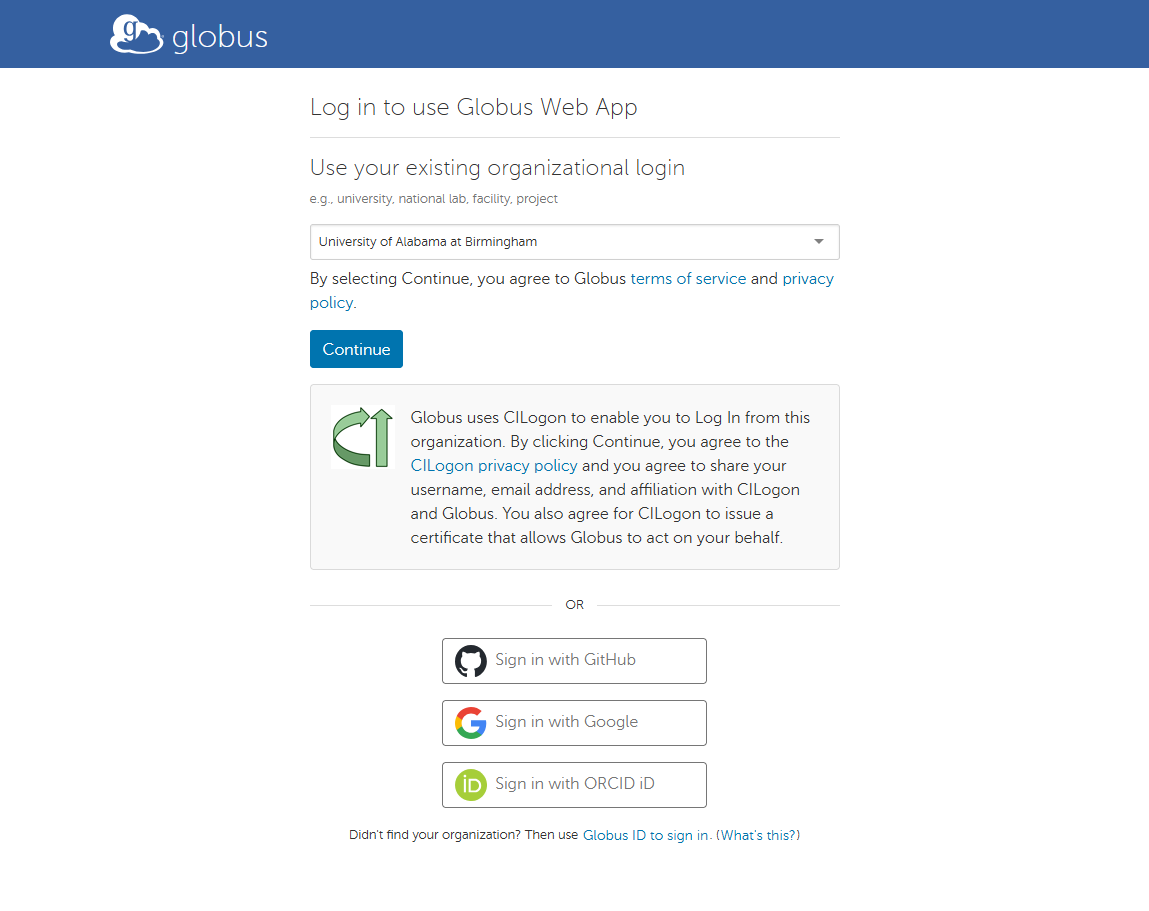 globus
Log in to use Globus Web App
Use your existing organizational login
e.g., university, national lab, facility, project
University of Alabama at Birmingham
By selecting Continue, you agree to Globus terms of service and privacy
policy.
Continue
Globus uses CILogon to enable you to Log In from this
organization. By clicking Continue, you agree to the
CILogon privacy policy and you agree to share your
username, email address, and affiliation with CILogon
and Globus. You also agree for CILogon to issue a
certificate that allows Globus to act on your behalf.
OR
Sign in with GitHub
Sign in with Google
Sign in with ORCID iD
Didn't find your organization? Then use Globus ID to sign in. (What's this?)